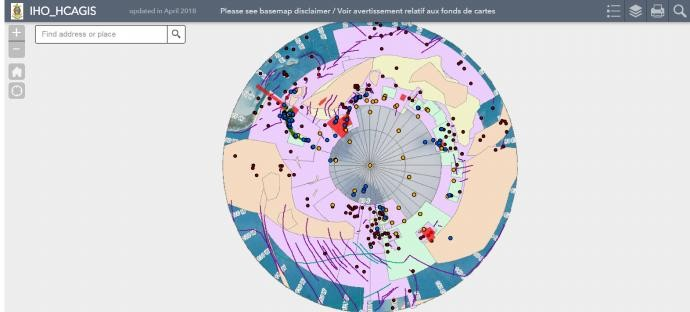 IHO_HCAGIS
updated in April 2018
Please see basemap disclaimer / Voir avertissement relatif aux fonds de cartes
Find address or place